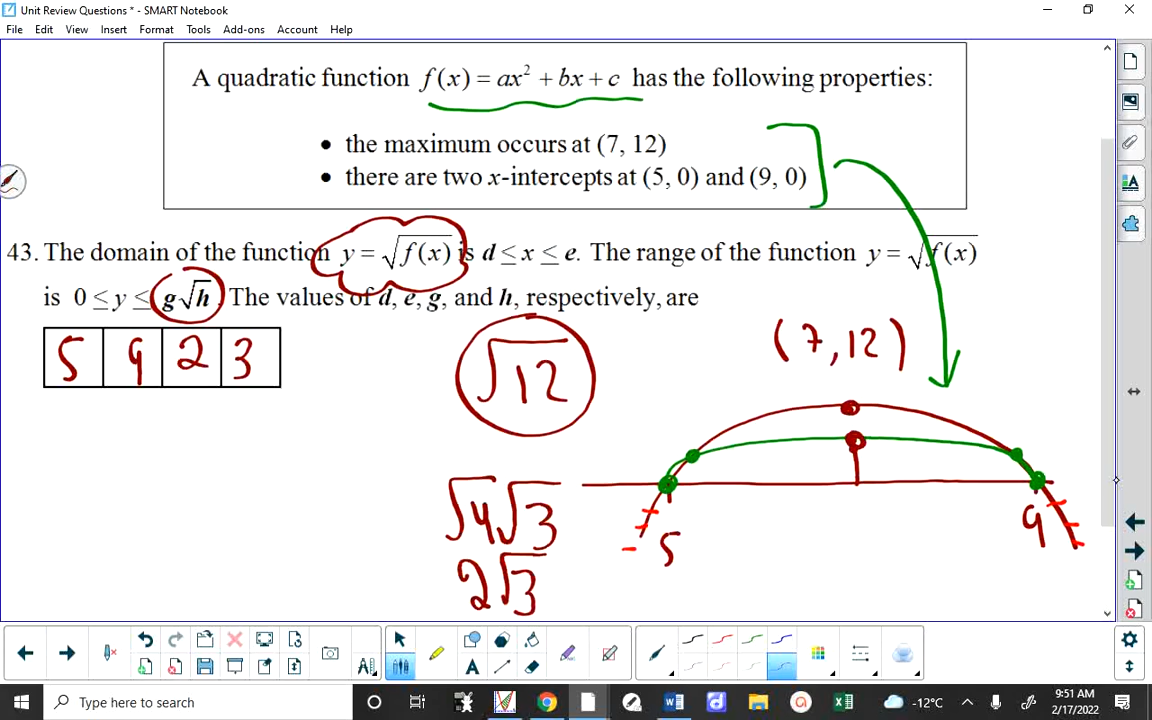 Unit Review Questions * - SMART Notebook
File Edit View Insert Format Tools Add-ons Account Help
A quadratic function f(x) = ax² + bx + c has the following properties:
• the maximum occurs at (7, 12)
• there are two x-intercepts at (5, 0) and (9, 0)
43. The domain of the function y = √f(x) is d ≤ x ≤ e. The range of the function y = √f(x)
is 0 ≤ y ≤ g√h. The values of d, e, g, and h, respectively, are
5 9 2 3
√12
(7, 12)
√4√3
2√3
5
9
Type here to search
-12°C
9:51 AM
2/17/2022